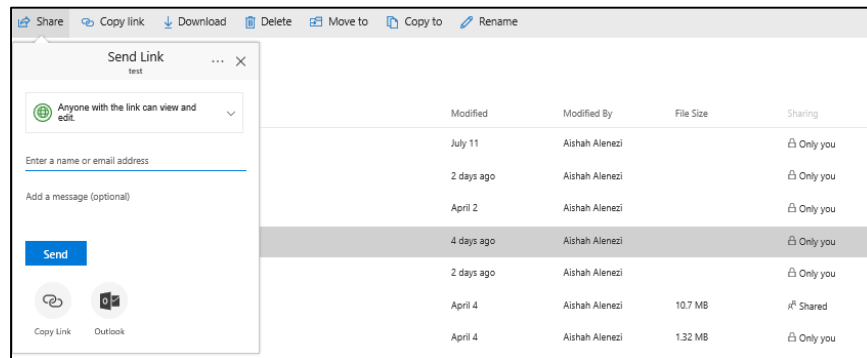 Share Copy link Download Delete Move to Copy to Rename
Send Link
test
Anyone with the link can view and
edit.
Enter a name or email address
Add a message (optional)
Send
Copy Link Outlook
Modified Modified By File Size Sharing
July 11 Aishah Alenezi Only you
2 days ago Aishah Alenezi Only you
April 2 Aishah Alenezi Only you
4 days ago Aishah Alenezi Only you
2 days ago Aishah Alenezi Only you
April 4 Aishah Alenezi 10.7 MB Shared
April 4 Aishah Alenezi 1.32 MB Only you